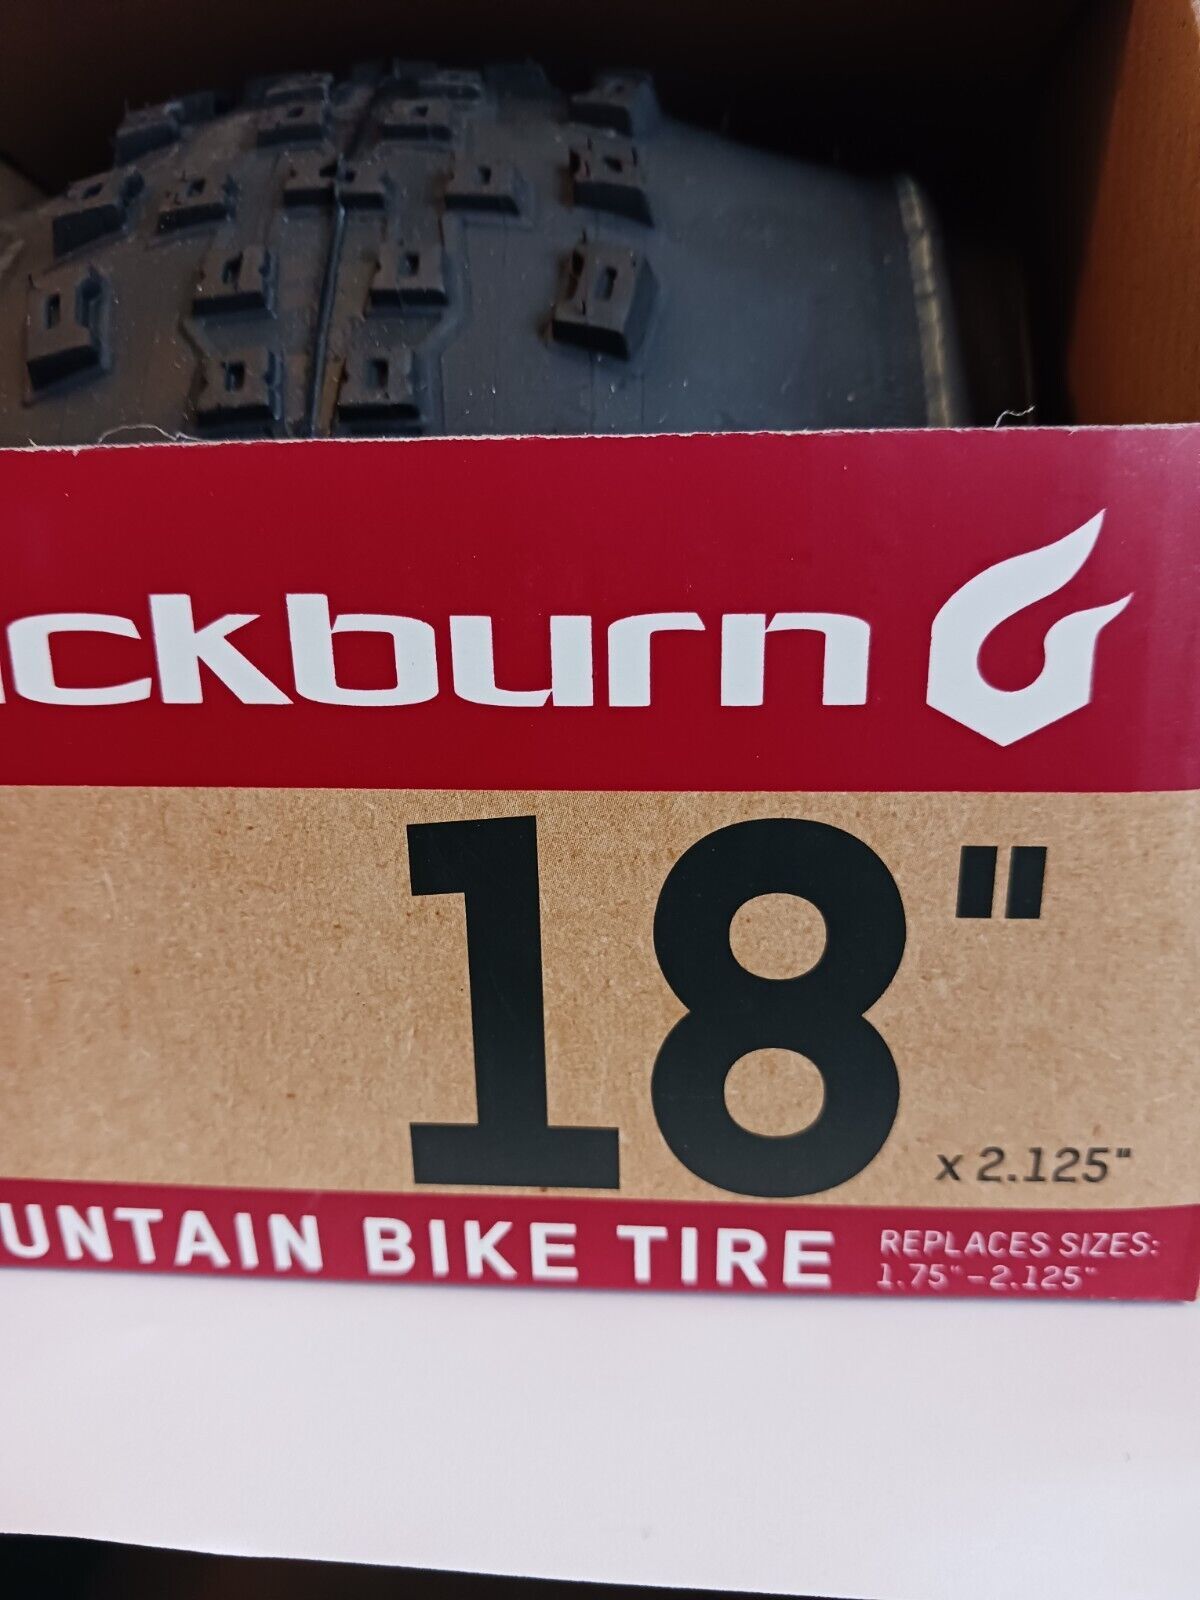 ckburn
18"
x 2.125"
UNTAIN BIKE TIRE
REPLACES SIZES:
1.75"-2.125"